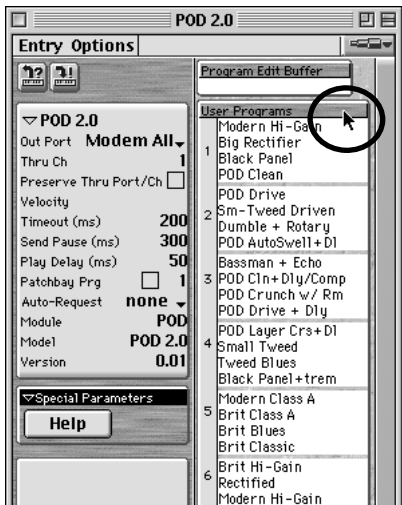 POD 2.0
Entry Options
POD 2.0
Out Port Modem All
Thru Ch 1
Preserve Thru Port/Ch
Velocity
Timeout (ms) 200
Send Pause (ms) 300
Play Delay (ms) 50
Patchbay Prg 1
Auto-Request none
Module POD
Model POD 2.0
Version 0.01
Special Parameters
Help
Program Edit Buffer
User Programs
1
Modern Hi-Gain
Big Rectifier
Black Panel
POD Clean
2
POD Drive
Sm-Tweed Driven
Dumble + Rotary
POD AutoSwell+Dl
3
Bassman + Echo
POD Cln+Dly/Comp
POD Crunch w/ Rm
POD Drive + Dly
4
POD Layer Crs+Dl
Small Tweed
Tweed Blues
Black Panel+trem
5
Modern Class A
Brit Class A
Brit Blues
Brit Classic
6
Brit Hi-Gain
Rectified
Modern Hi-Gain